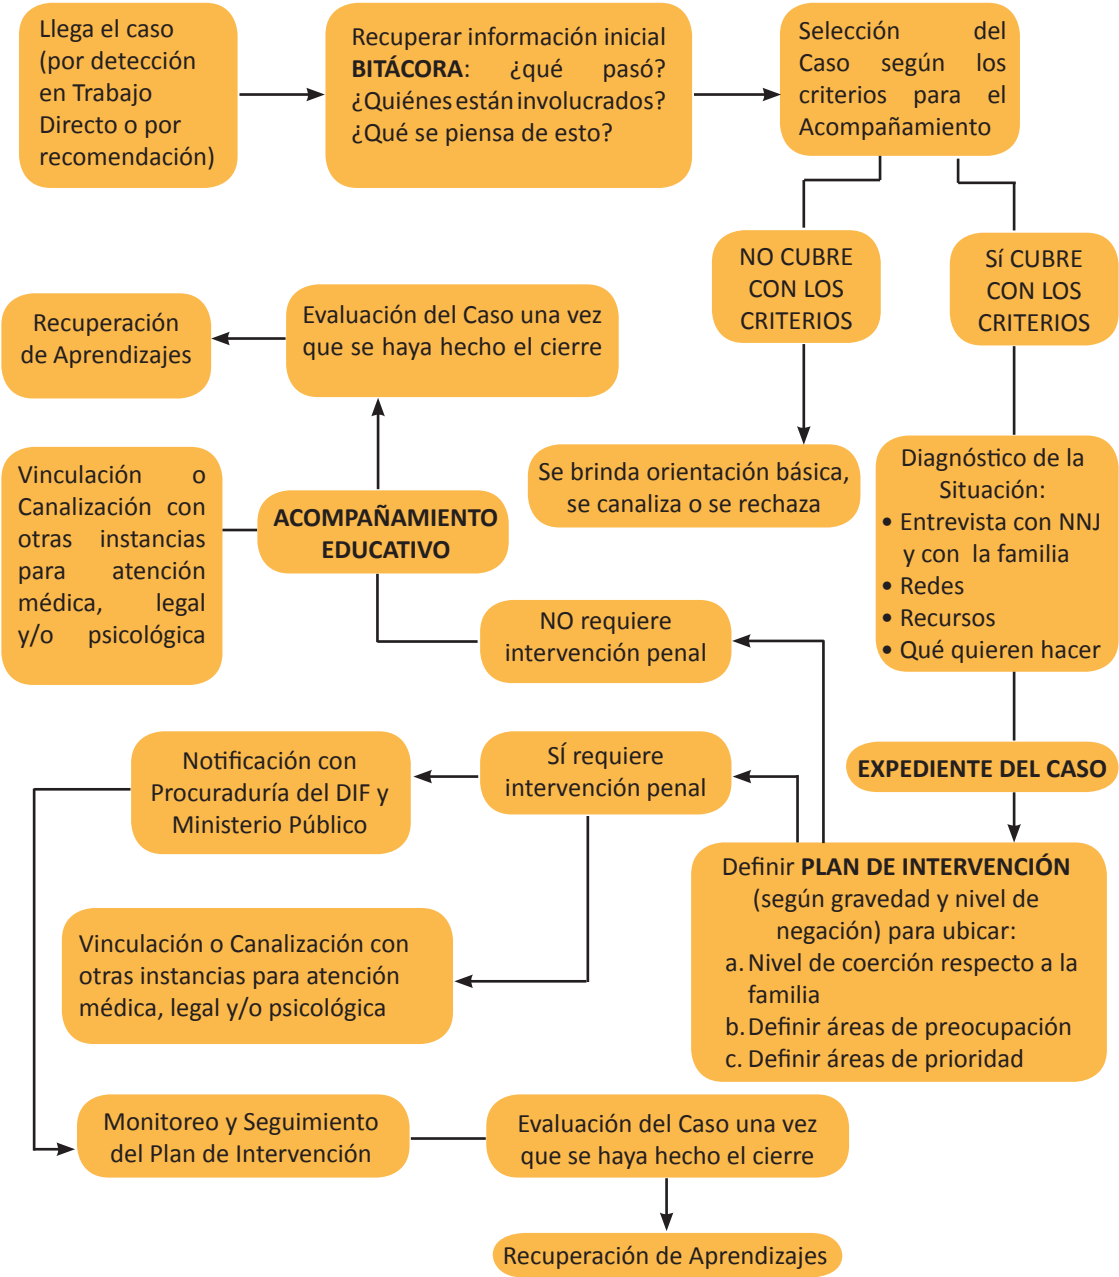 Llega el caso
(por detección
en Trabajo
Directo o por
recomendación)
Recuperar información inicial
BITÁCORA: ¿qué pasó?
¿Quiénes están involucrados?
¿Qué se piensa de esto?
Selección del
Caso según los
criterios para el
Acompañamiento
NO CUBRE
CON LOS
CRITERIOS
Sí CUBRE
CON LOS
CRITERIOS
Recuperación
de Aprendizajes
Evaluación del Caso una vez
que se haya hecho el cierre
Se brinda orientación básica,
se canaliza o se rechaza
Diagnóstico de la
Situación:
• Entrevista con NNJ
y con la familia
• Redes
• Recursos
• Qué quieren hacer
Vinculación o
Canalización con
otras instancias
para atención
médica, legal
y/o psicológica
ACOMPAÑAMIENTO
EDUCATIVO
NO requiere
intervención penal
EXPEDIENTE DEL CASO
Notificación con
Procuraduría del DIF y
Ministerio Público
SÍ requiere
intervención penal
Definir PLAN DE INTERVENCIÓN
(según gravedad y nivel de
negación) para ubicar:
a. Nivel de coerción respecto a la
familia
b. Definir áreas de preocupación
c. Definir áreas de prioridad
Vinculación o Canalización con
otras instancias para atención
médica, legal y/o psicológica
Monitoreo y Seguimiento
del Plan de Intervención
Evaluación del Caso una vez
que se haya hecho el cierre
Recuperación de Aprendizajes